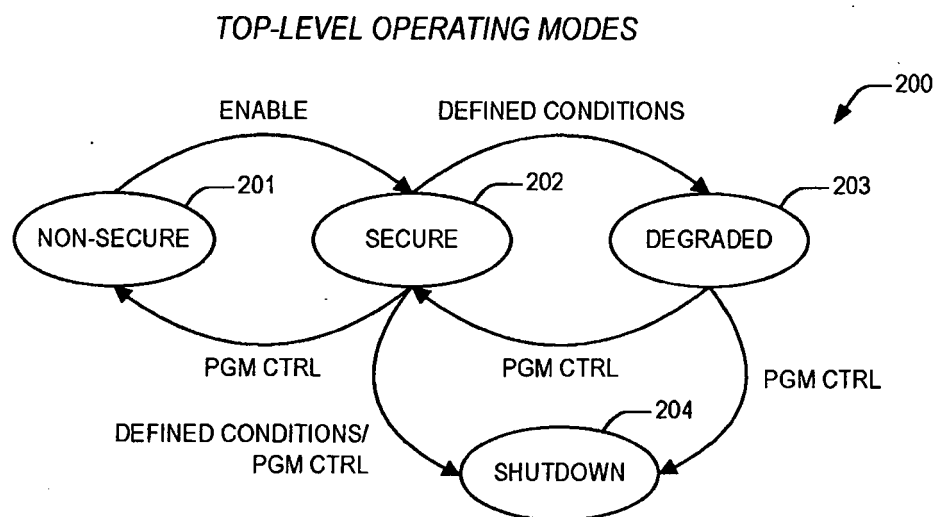 TOP-LEVEL OPERATING MODES
200
ENABLE
DEFINED CONDITIONS
201
202
203
NON-SECURE
SECURE
DEGRADED
PGM CTRL
PGM CTRL
PGM CTRL
204
DEFINED CONDITIONS/
PGM CTRL
SHUTDOWN